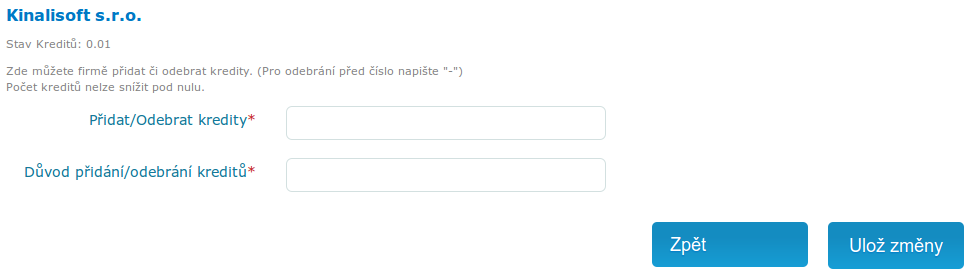 Kinalisoft s.r.o.
Stav Kreditů: 0.01
Zde můžete firmě přidat či odebrat kredity. (Pro odebrání před číslo napište "-")
Počet kreditů nelze snížit pod nulu.
Přidat/Odebrat kredity*
Důvod přidání/odebrání kreditů*
Zpět Ulož změny